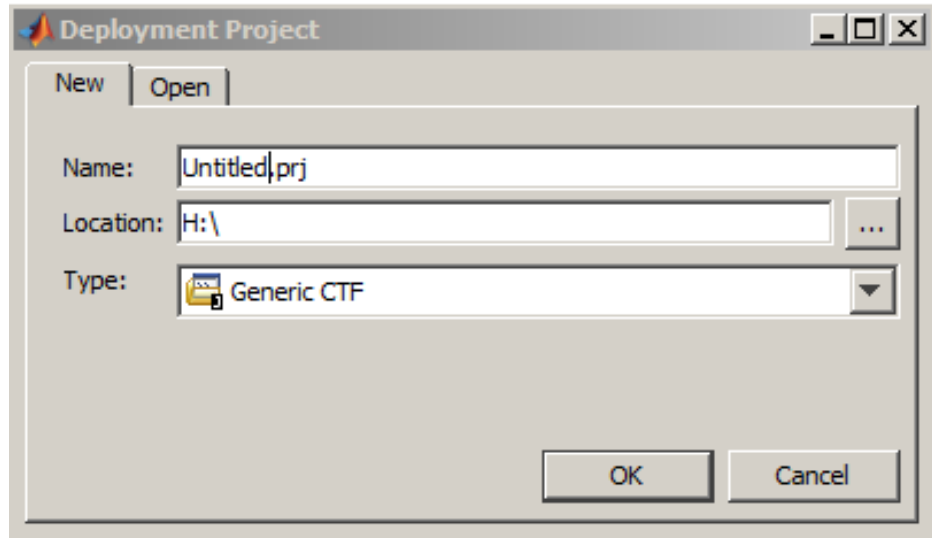 Deployment Project
New Open
Name: Untitled.prj
Location: H:\ ...
Type: Generic CTF
OK Cancel